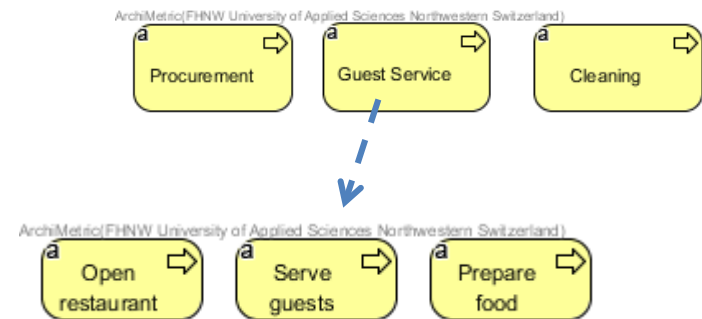 ArchiMetric(FHNW University of Applied Sciences Northwestern Switzerland)
a
a
a
Procurement
Guest Service
Cleaning
ArchiMetric(FHNW University of Applied Sciences Northwestern Switzerland)
a
a
a
Open
restaurant
Serve
guests
Prepare
food